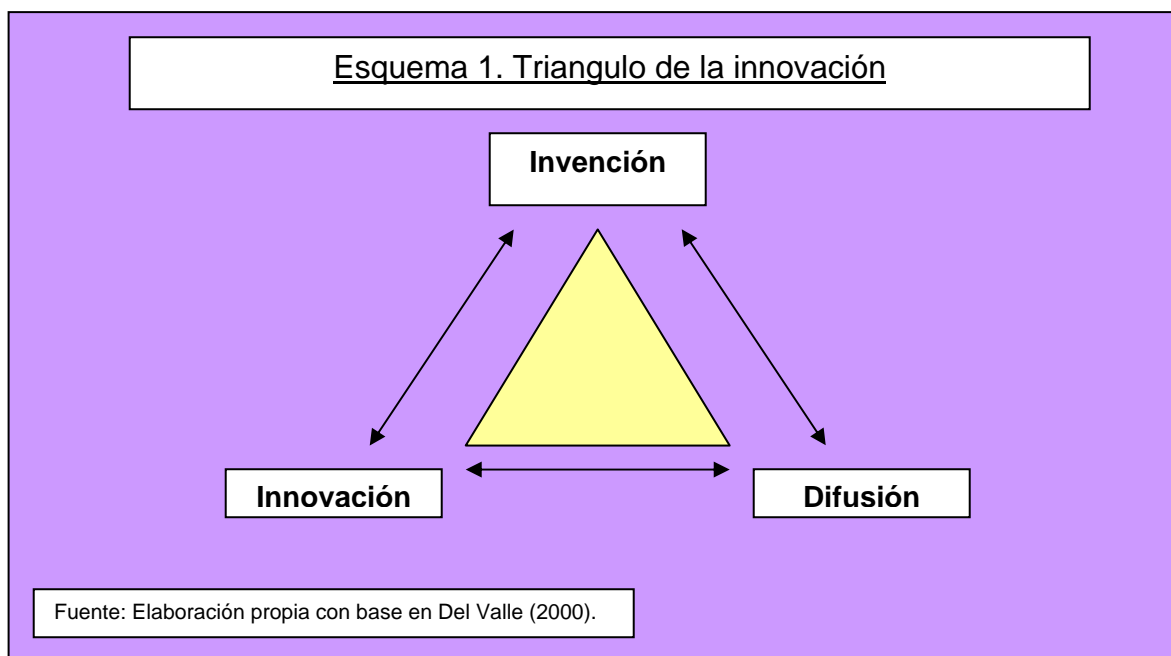 Esquema 1. Triangulo de la innovación
Invención
Innovación
Difusión
Fuente: Elaboración propia con base en Del Valle (2000).